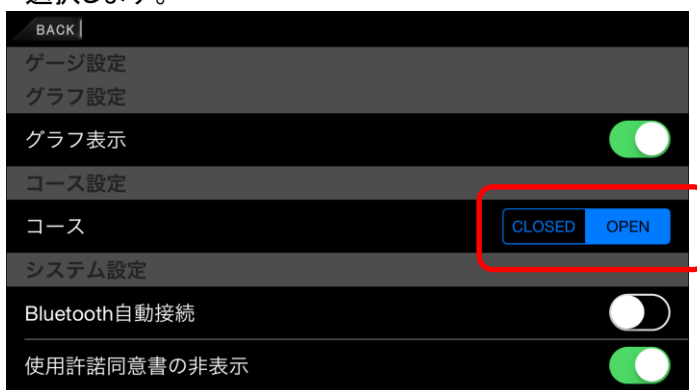 選択します。
BACK
ゲージ設定
グラフ設定
グラフ表示
コース設定
コース CLOSED OPEN
システム設定
Bluetooth自動接続
使用許諾同意書の非表示